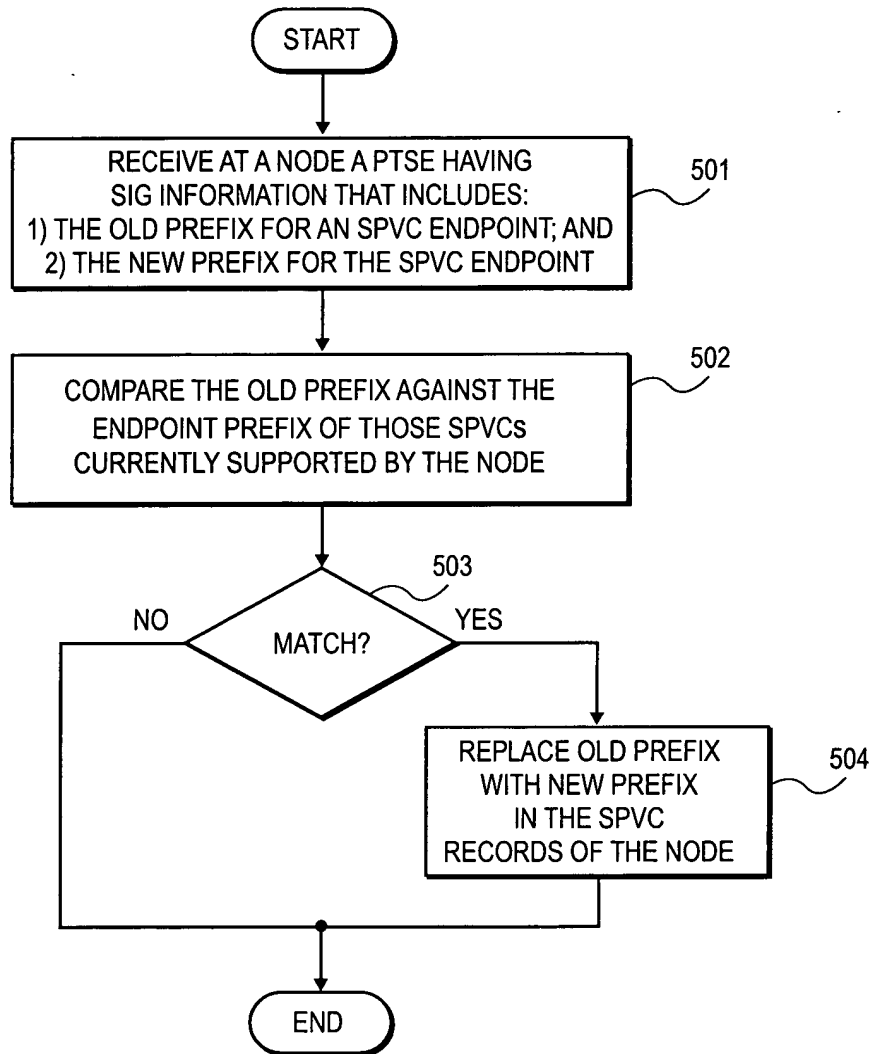 START
RECEIVE AT A NODE A PTSE HAVING
SIG INFORMATION THAT INCLUDES:
1) THE OLD PREFIX FOR AN SPVC ENDPOINT; AND
2) THE NEW PREFIX FOR THE SPVC ENDPOINT
501
COMPARE THE OLD PREFIX AGAINST THE
ENDPOINT PREFIX OF THOSE SPVCs
CURRENTLY SUPPORTED BY THE NODE
502
503
NO
MATCH?
YES
REPLACE OLD PREFIX
WITH NEW PREFIX
IN THE SPVC
RECORDS OF THE NODE
504
END